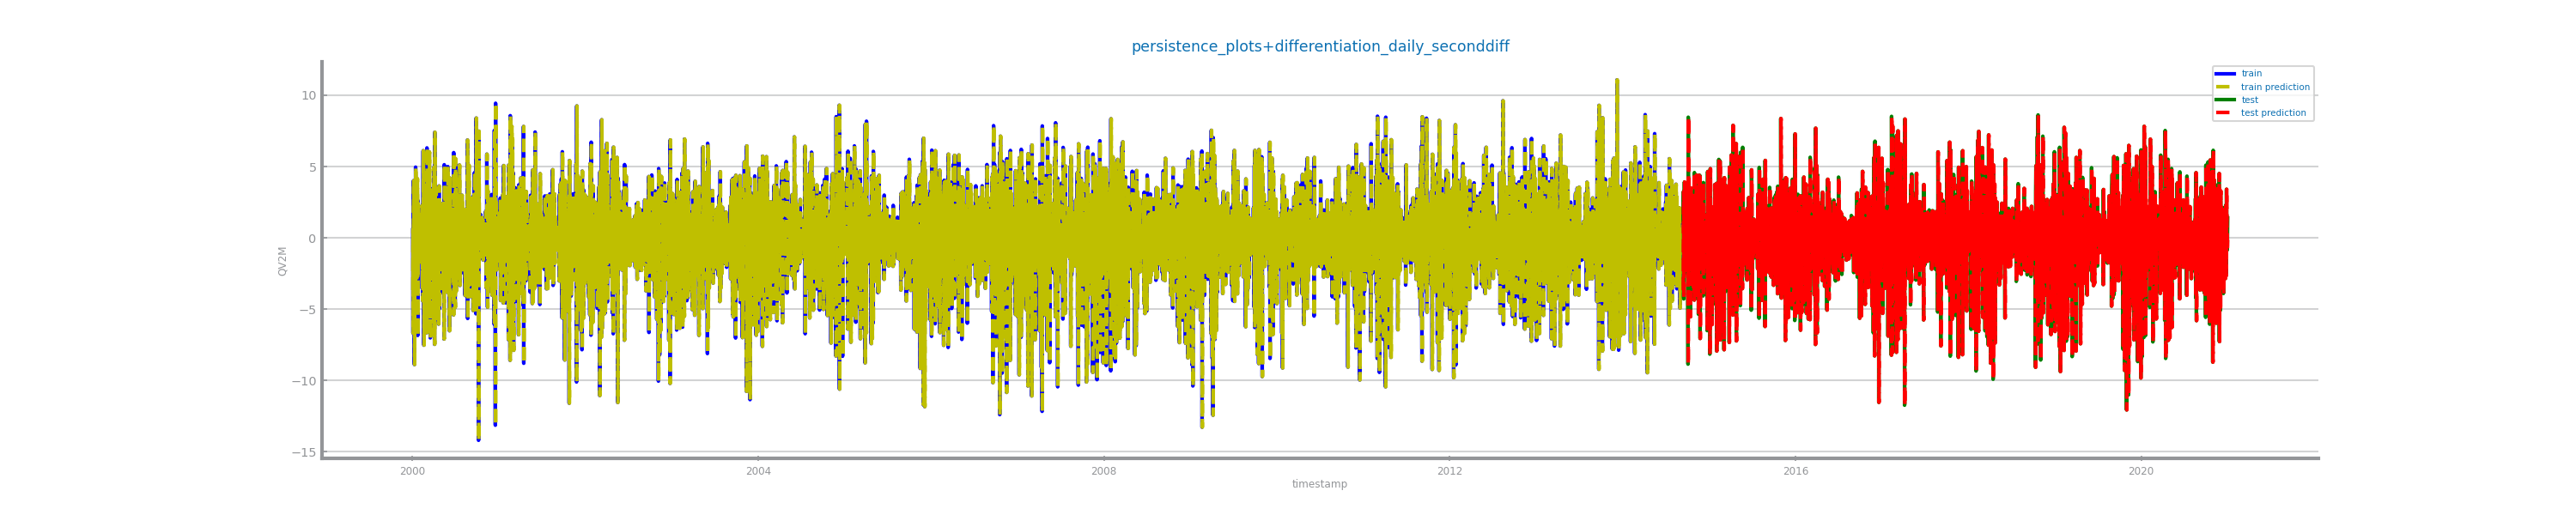 persistence_plots+differentiation_daily_seconddiff
train
train prediction
test
test prediction
10
5
0
−5
−10
−15
QV2M
2000
2004
2008
2012
2016
2020
timestamp